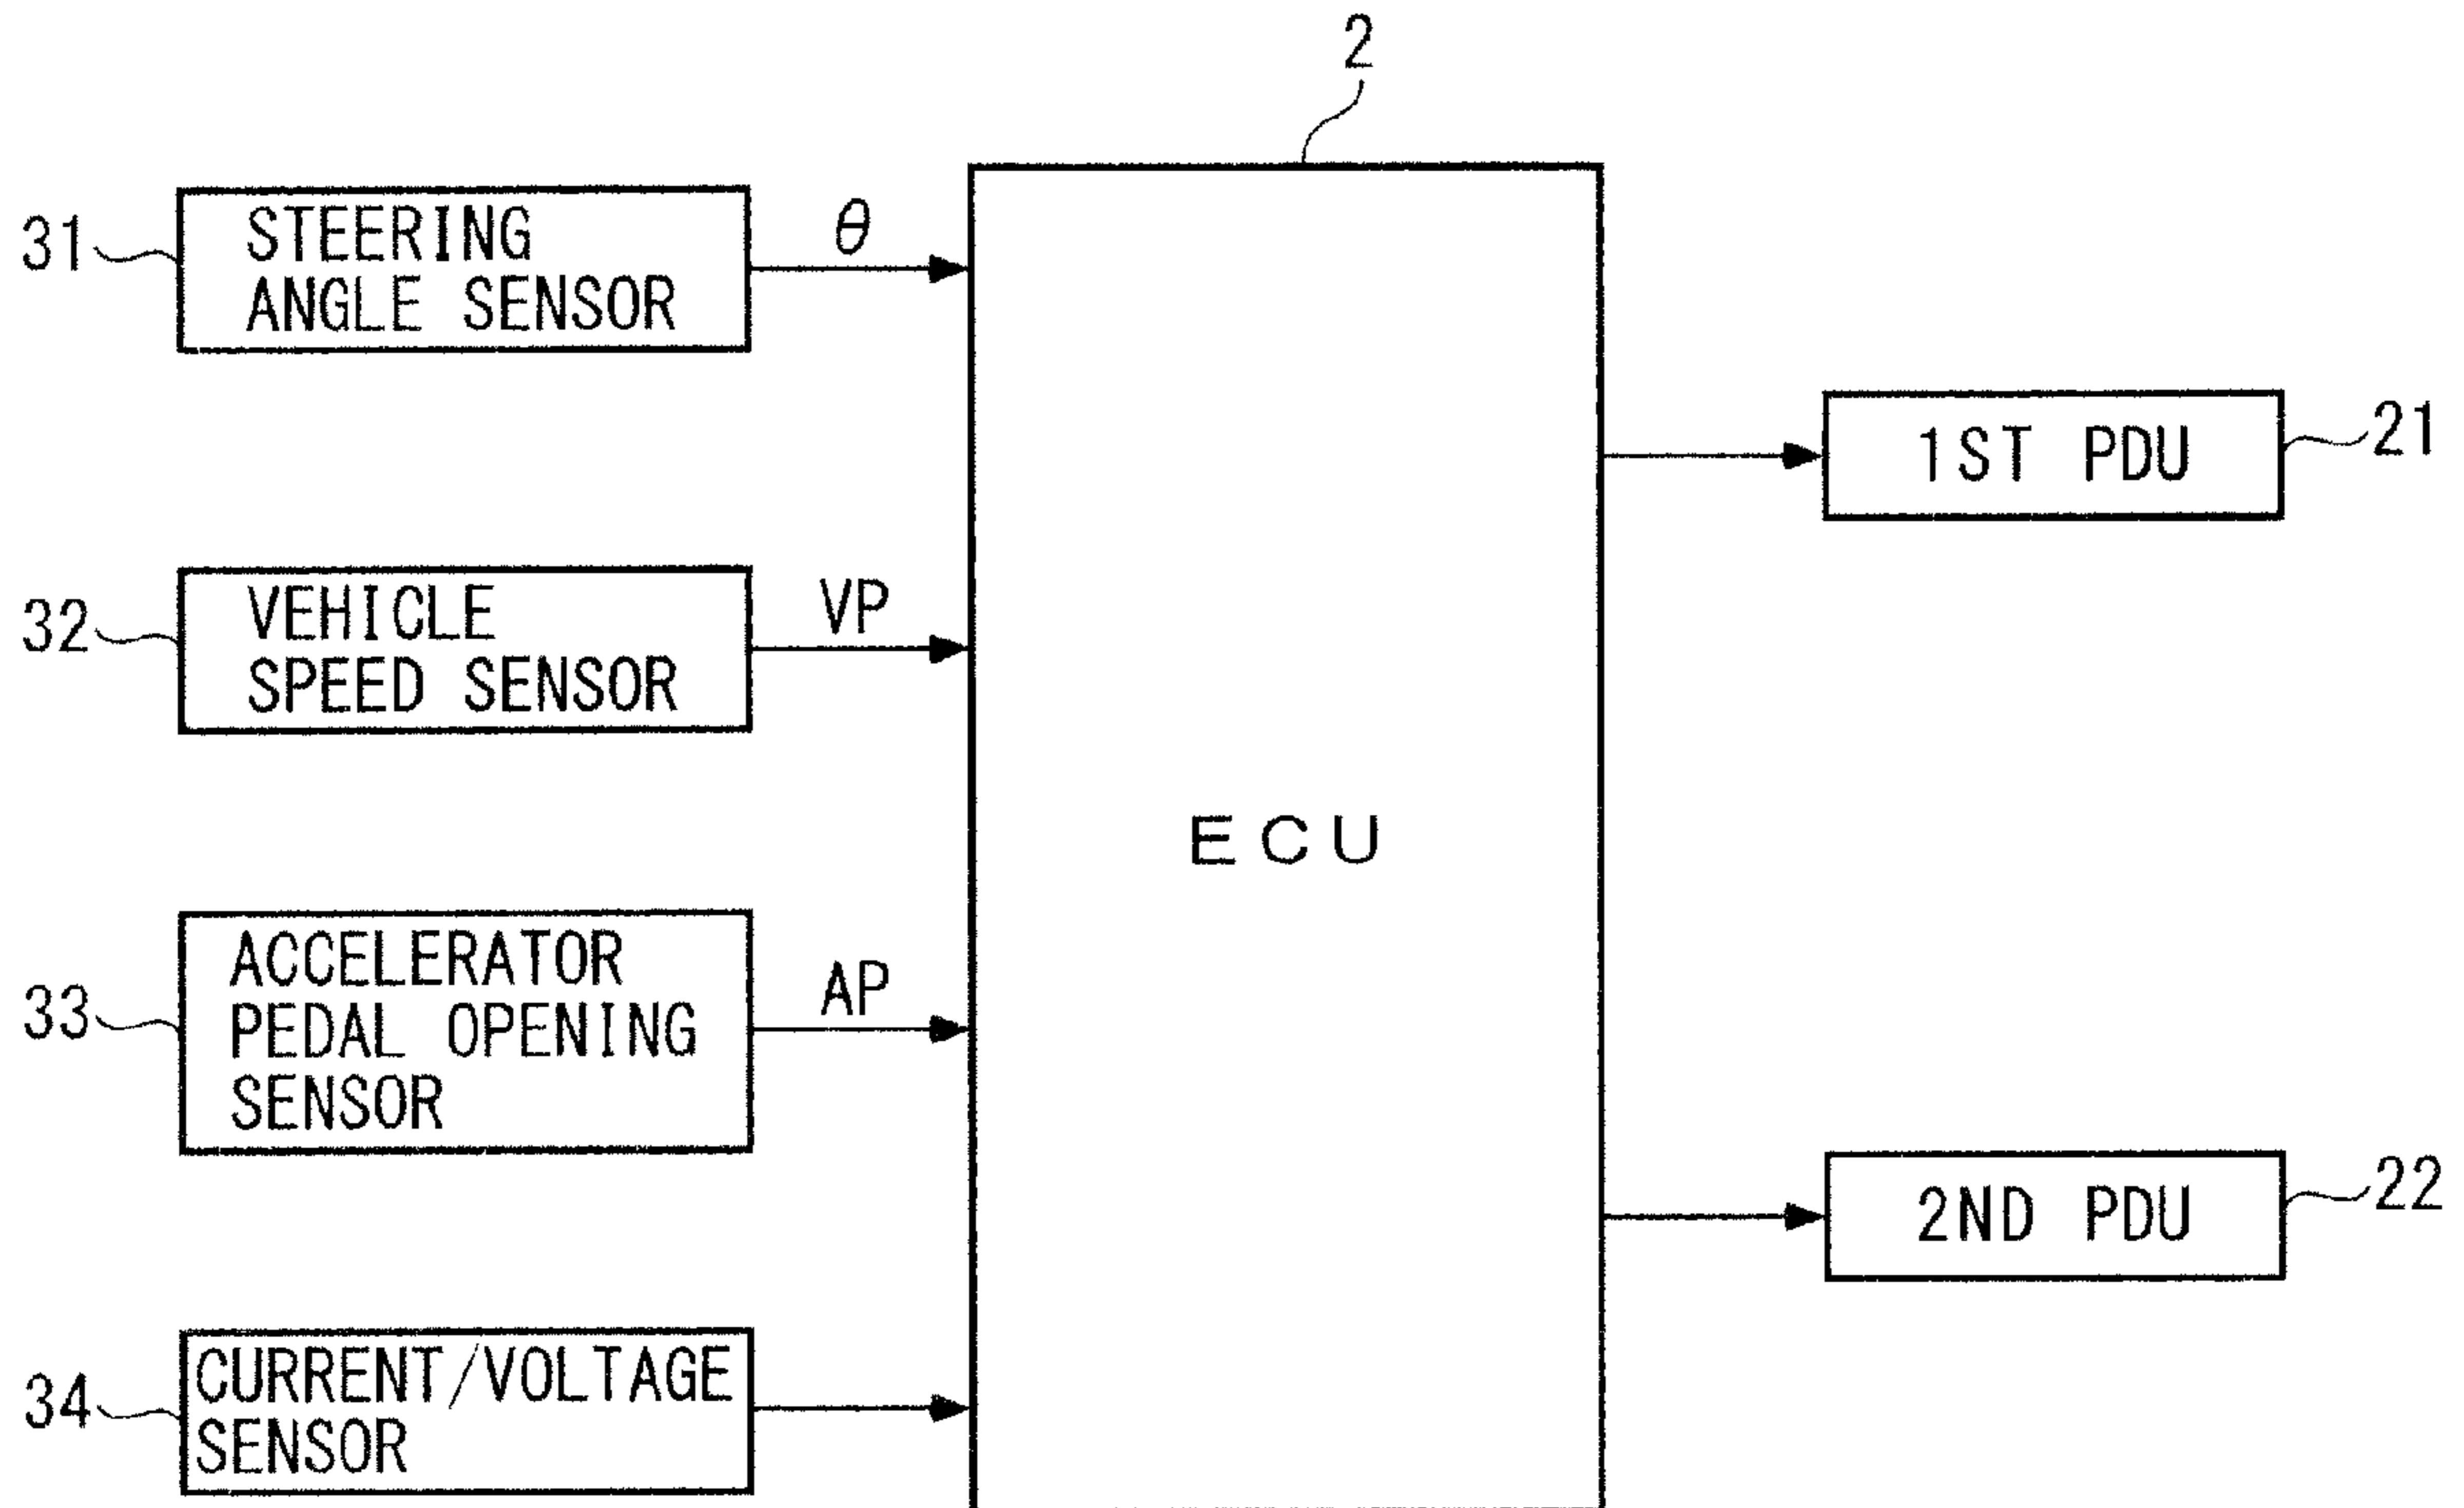 2
31
STEERING
ANGLE SENSOR
θ
32
VEHICLE
SPEED SENSOR
VP
33
ACCELERATOR
PEDAL OPENING
SENSOR
AP
34
CURRENT/VOLTAGE
SENSOR
ECU
1ST PDU
21
2ND PDU
22